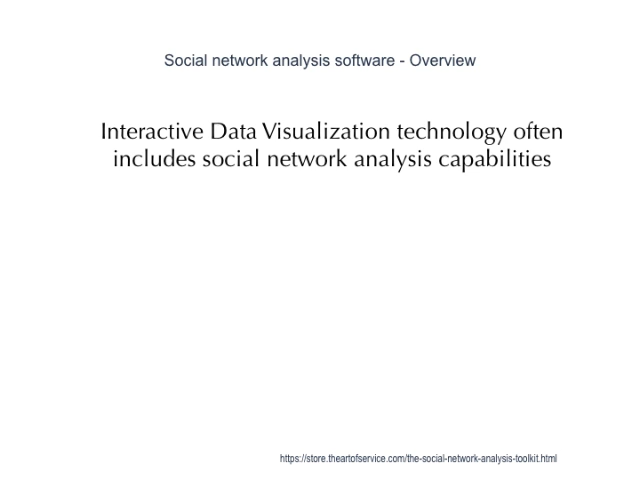 Social network analysis software - Overview
Interactive Data Visualization technology often
includes social network analysis capabilities
https://store.theartofservice.com/the-social-network-analysis-toolkit.html